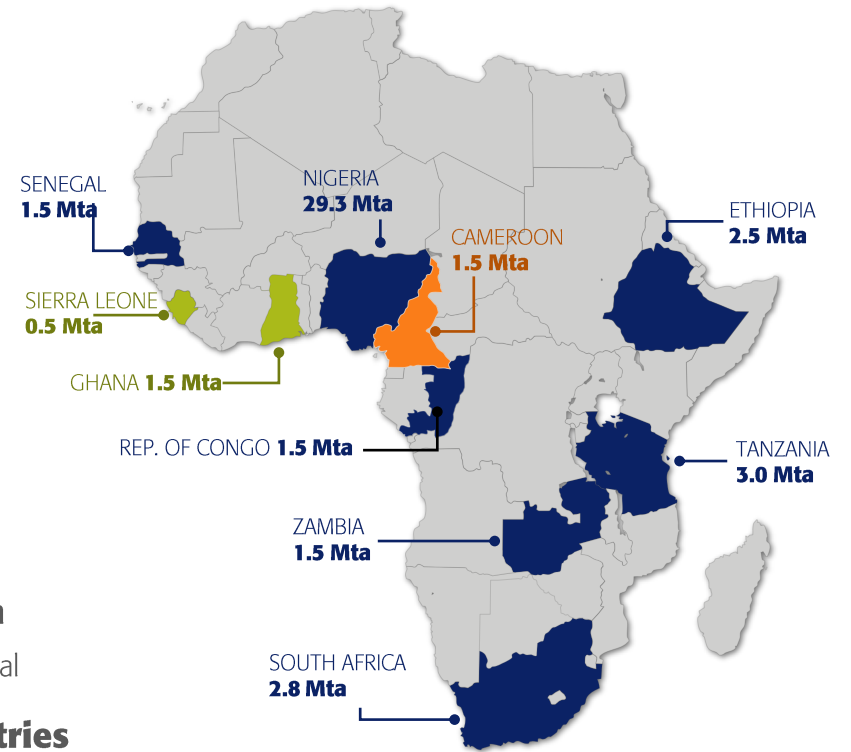 SENEGAL
1.5 Mta
NIGERIA
29.3 Mta
CAMEROON
1.5 Mta
ETHIOPIA
2.5 Mta
SIERRA LEONE
0.5 Mta
GHANA 1.5 Mta
REP. OF CONGO 1.5 Mta
TANZANIA
3.0 Mta
ZAMBIA
1.5 Mta
SOUTH AFRICA
2.8 Mta
al
tries